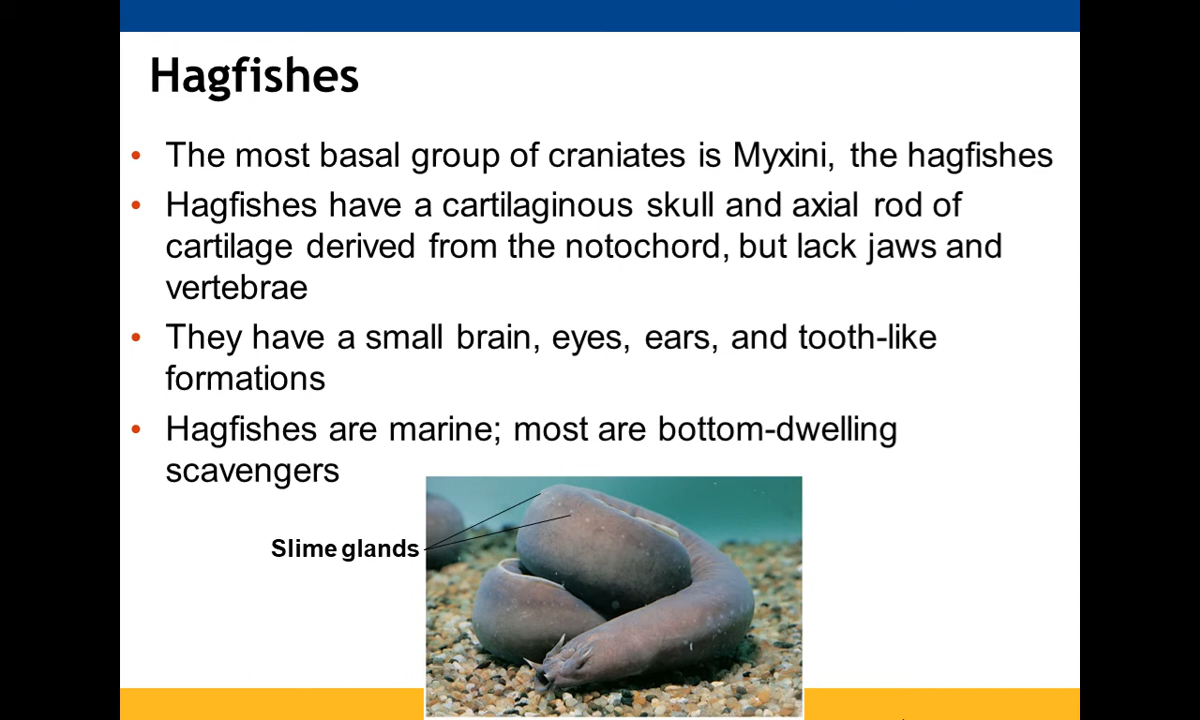 Hagfishes
• The most basal group of craniates is Myxini, the hagfishes
• Hagfishes have a cartilaginous skull and axial rod of
cartilage derived from the notochord, but lack jaws and
vertebrae
• They have a small brain, eyes, ears, and tooth-like
formations
• Hagfishes are marine; most are bottom-dwelling
scavengers
Slime glands